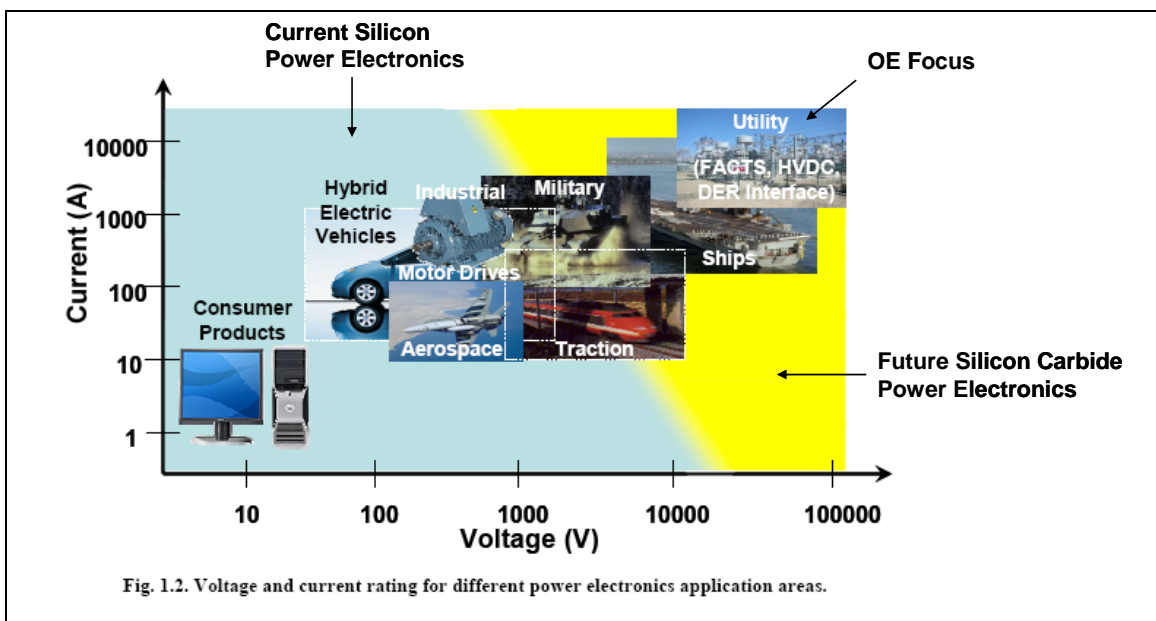 Current Silicon
Power Electronics
OE Focus
Utility
(FACTS, HVDC,
DER Interface)
Hybrid
Electric
Vehicles
Industrial
Military
Motor Drives
Ships
Consumer
Products
Aerospace
Traction
Future Silicon Carbide
Power Electronics
Current (A)
10000
1000
100
10
1
10
100
1000
10000
100000
Voltage (V)
Fig. 1.2. Voltage and current rating for different power electronics application areas.